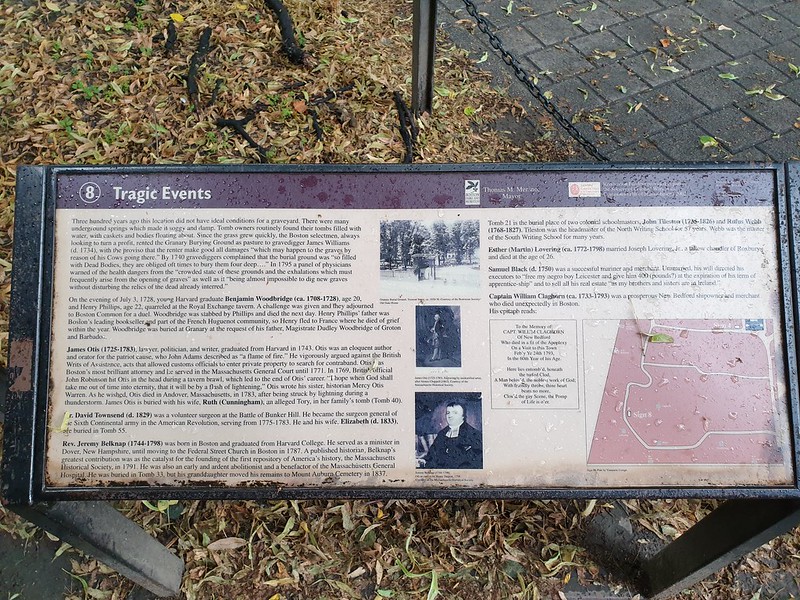 8 Tragic Events
Thomas M. Menino,
Mayor
Three hundred years ago this location did not have ideal conditions for a graveyard. There were
underground springs which made it soggy and damp. Tomb owners routinely found their tombs filled with
water, with caskets and bodies floating about. Since the grass grew quickly, the Boston selectmen, always
looking to turn a profit, rented the Granary Burying Ground as pasture to gravedigger James Williams
(d. 1734), with the proviso that the renter make good all damages "which may happen to the graves by
reason of his Cows going there." By 1740 gravediggers complained that the burial ground was "so filled
with Dead Bodies, they are obliged oft times to bury them four deep...." In 1795 a panel of physicians
warned of the health dangers from the "crowded state of these grounds and the exhalations which must
frequently arise from the opening of graves" as well as it "being almost impossible to dig new graves
without disturbing the relics of the dead already interred."
On the evening of July 3, 1728, young Harvard graduate Benjamin Woodbridge (ca. 1708-1728), age 20,
and Henry Phillips, age 22, quarreled at the Royal Exchange tavern. A challenge was given and they adjourned
to Boston Common for a duel. Woodbridge was stabbed by Phillips and died the next day. Henry Phillips' father was
Boston's leading bookseller and part of the French Huguenot community, so Henry fled to France where he died of grief
within the year. Woodbridge was buried at Granary at the request of his father, Magistrate Dudley Woodbridge of Groton
and Barbados.
James Otis (1725-1783), lawyer, politician, and writer, graduated from Harvard in 1743. Otis was an eloquent author
and orator for the patriot cause, who John Adams described as "a flame of fire." He vigorously argued against the British
Writs of Assistance, acts that allowed customs officials to enter private property to search for contraband. Otis
Boston's most brilliant attorney and he served in the Massachusetts General Court until 1771. In 1769, British official
John Robinson hit Otis in the head during a tavern brawl, which led to the end of Otis' career. "I hope when God shall
take me out of time into eternity, that it will be by a flash of lightening," Otis wrote his sister, historian Mercy Otis
Warren. As he wished, Otis died in Andover, Massachusetts, in 1783, after being struck by lightning during a
thunderstorm. James Otis is buried with his wife, Ruth (Cunningham), an alleged Tory, in her family's tomb (Tomb 40).
r. David Townsend (d. 1829) was a volunteer surgeon at the Battle of Bunker Hill. He became the surgeon general of
e Sixth Continental army in the American Revolution, serving from 1775-1783. He and his wife, Elizabeth (d. 1833),
are buried in Tomb 55.
Rev. Jeremy Belknap (1744-1798) was born in Boston and graduated from Harvard College. He served as a minister in
Dover, New Hampshire, until moving to the Federal Street Church in Boston in 1787. A published historian, Belknap's
greatest contribution was as the catalyst for the founding of the first repository of America's history, the Massachusetts
Historical Society, in 1791. He was also an early and ardent abolitionist and a benefactor of the Massachusetts General
Hospital. He was buried in Tomb 33, but his granddaughter moved his remains to Mount Auburn Cemetery in 1837.
Tomb 21 is the burial place of two colonial schoolmasters, John Tileston (1735-1826) and Rufus Webb
(1768-1827). Tileston was the headmaster of the North Writing School for 57 years. Webb was the master
of the South Writing School for many years.
Esther (Martin) Lovering (ca. 1772-1798) married Joseph Lovering, Jr., a tallow chandler of Roxbury,
and died at the age of 26.
Samuel Black (d. 1750) was a successful mariner and merchant. Unmarried, his will directed his
executors to "free my negro boy Leicester and give him 400 [pounds?] at the expiration of his term of
apprentice-ship" and to sell all his real estate "as my brothers and sisters are in Ireland."
Captain William Claghorn (ca. 1733-1793) was a prosperous New Bedford shipowner and merchant
who died unexpectedly in Boston.
His epitaph reads:
To the Memory of
CAPT. WILLM CLAGHORN
Of New Bedford
Who died in a fit of the Apoplexy
On a Visit to this Town
Feb'y Ye 24th 1793,
In the 60th Year of his Age.
Here lies entomb'd, beneath
the turfed Clad,
A Man belov'd, the noblest work of God;
With friendly throbs, those bosit
beats no more,
Clos'd the gay Scene, the Pomp
of Life is o'er.
Sign 8